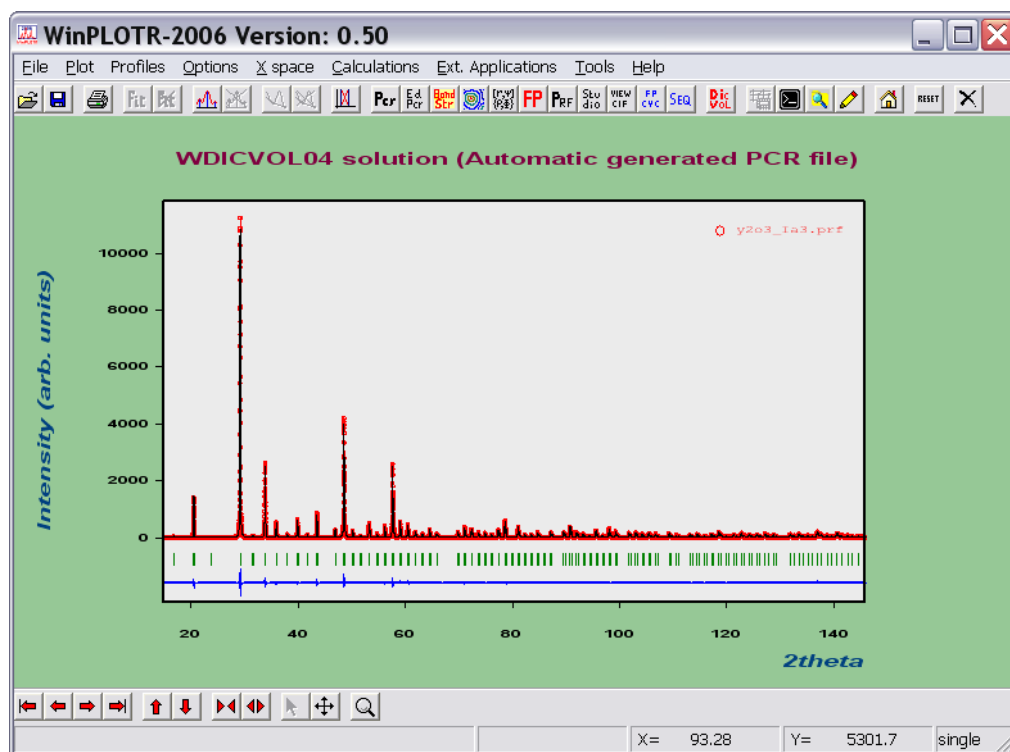 WinPLOTR-2006 Version: 0.50
File Plot Profiles Options X space Calculations Ext. Applications Tools Help
Fit Pcr Ed Pcr Bond Str FP PRF Stu dio VIEW CIF FP CYC SEQ Dic VOL RESET
WDICVOL04 solution (Automatic generated PCR file)
y2o3_Ia3.prf
Intensity (arb. units)
10000
8000
6000
4000
2000
0
20 40 60 80 100 120 140
2theta
X= 93.28 Y= 5301.7 single